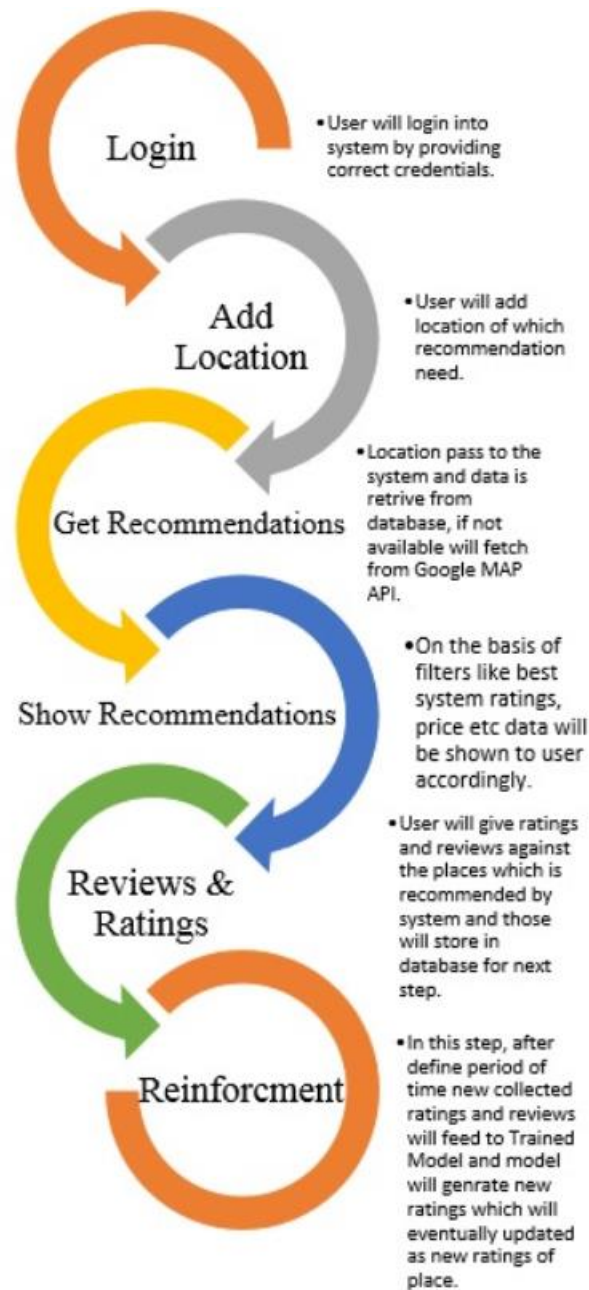 Login
•User will login into
system by providing
correct credentials.
Add
Location
•User will add
location of which
recommendation
need.
Get Recommendations
•Location pass to the
system and data is
retrive from
database, if not
available will fetch
from Google MAP
API.
Show Recommendations
•On the basis of
filters like best
system ratings,
price etc data will
be shown to user
accordingly.
Reviews &
Ratings
•User will give ratings
and reviews against
the places which is
recommended by
system and those
will store in
database for next
step.
Reinforcment
•In this step, after
define period of
time new collected
ratings and reviews
will feed to Trained
Model and model
will genrate new
ratings which will
eventually updated
as new ratings of
place.